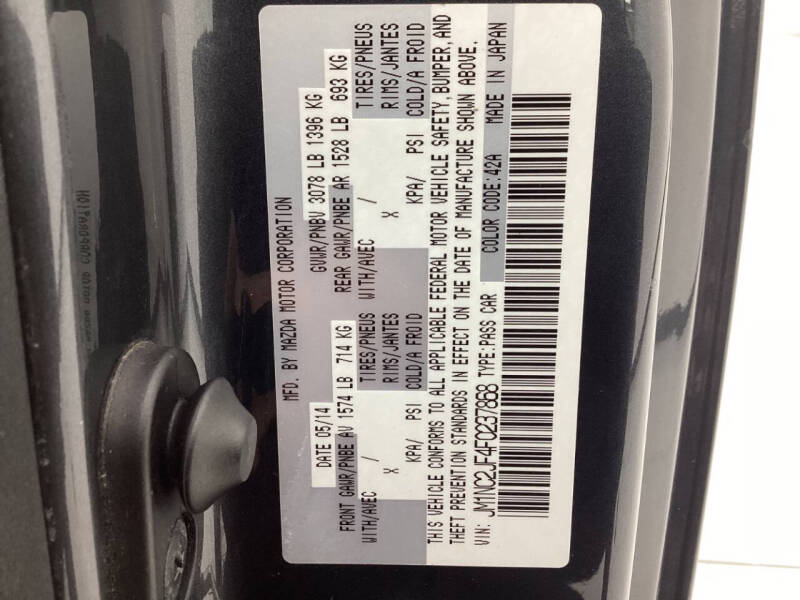 MFD. BY MAZDA MOTOR CORPORATION
DATE 05/14 GVWR/PNBV 3078 LB 1396 KG
FRONT GAWR/PNBE AV 1574 LB 714 KG REAR GAWR/PNBE AR 1528 LB 693 KG
WITH/AVEC / TIRES/PNEUS WITH/AVEC / TIRES/PNEUS
X RIMS/JANTES X RIMS/JANTES
KPA/ PSI COLD/A FROID KPA/ PSI COLD/A FROID
THIS VEHICLE CONFORMS TO ALL APPLICABLE FEDERAL MOTOR VEHICLE SAFETY, BUMPER, AND
THEFT PREVENTION STANDARDS IN EFFECT ON THE DATE OF MANUFACTURE SHOWN ABOVE.
VIN: JM1NC2JF4F0237868 TYPE:PASS CAR COLOR CODE:42A MADE IN JAPAN